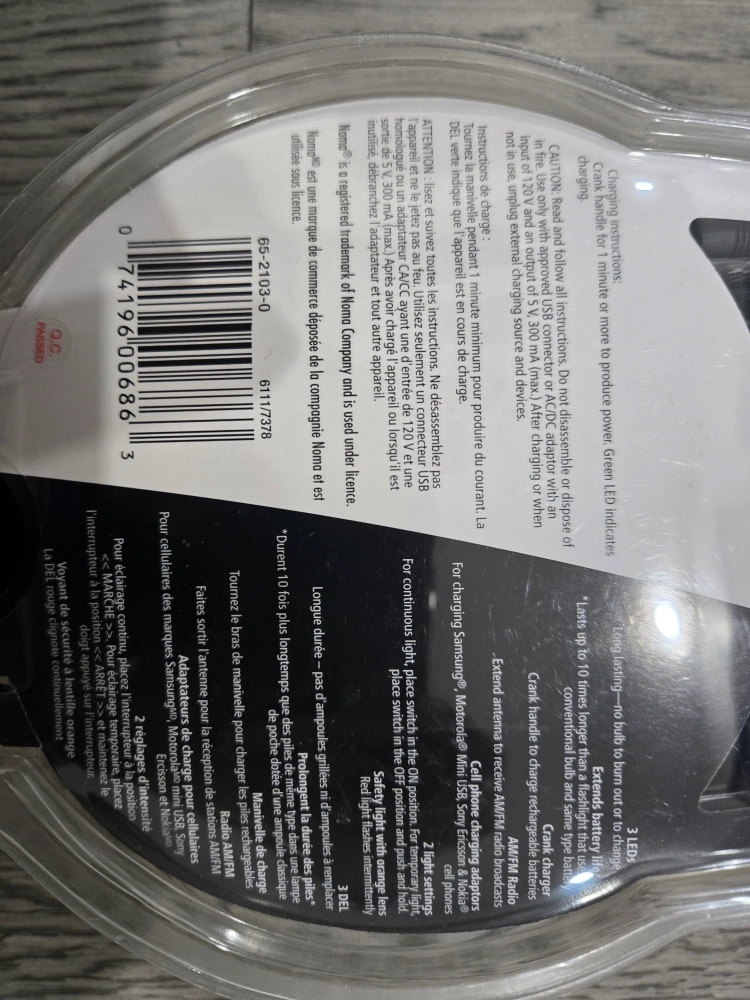 Charging instructions:
Crank handle for 1 minute or more to produce power. Green LED indicates
charging.
CAUTION: Read and follow all instructions. Do not disassemble or dispose of
in fire. Use only with approved USB connector or AC/DC adaptor with an
input of 120 V and an output of 5 V, 300 mA (max.) After charging or when
not in use, unplug external charging source and devices.
Instructions de charge :
Tournez la manivelle pendant 1 minute minimum pour produire du courant. La
DEL verte indique que l'appareil est en cours de charge.
ATTENTION : lisez et suivez toutes les instructions. Ne désassemblez pas
l'appareil et ne le jetez pas au feu. Utilisez seulement un connecteur USB
homologué ou un adaptateur CA/CC ayant une d'entrée de 120 V et une
sortie de 5 V, 300 mA (max.) Après avoir chargé l'appareil ou lorsqu'il est
inutilisé, débranchez l'adaptateur et tout autre appareil.
Noma® is a registered trademark of Noma Company and is used under licence.
Noma MD est une marque de commerce déposée de la compagnie Noma et est
utilisée sous licence.
65-2103-0 6111/7378
0 74196 00686 3
Q.C.
PASSED
3 LEDs
Long lasting—no bulb to burn out or to change
Extends battery
*Lasts up to 10 times longer than a flashlight that
conventional bulb and same type
Crank charger
Crank handle to charge rechargeable batteries
AM/FM Radio
Extend antenna to receive AM/FM radio broadcasts
Cell phone charging adaptors
For charging Samsung®, Motorola® Mini USB, Sony Ericsson & Nokia®
cell phones
2 light settings
For continuous light, place switch in the ON position. For temporary light,
place switch in the OFF position and push and hold.
Safety light with orange lens
Red light flashes intermittently
3 DEL
Longue durée – pas d'ampoules grillées ni d'ampoules à remplacer
Prolongent la durée des piles*
*Durent 10 fois plus longtemps que des piles de même type dans une lampe
de poche dotée d'une ampoule classique
Manivelle de charge
Tournez le bras de manivelle pour charger les piles rechargeables
Radio AM/FM
Faites sortir l'antenne pour la réception de stations AM/FM
Adaptateurs de charge pour cellulaires
Pour cellulaires des marques Samsung MD, Motorola MD mini USB, Sony
Ericsson et Nokia MD
2 réglages d'intensité
Pour éclairage continu, placez l'interrupteur à la position
<< MARCHE >>. Pour éclairage temporaire, placez
l'interrupteur à la position << ARRÊT >> et maintenez le
doigt appuyé sur l'interrupteur.
Voyant de sécurité à lentille orange
La DEL rouge clignote continuellement